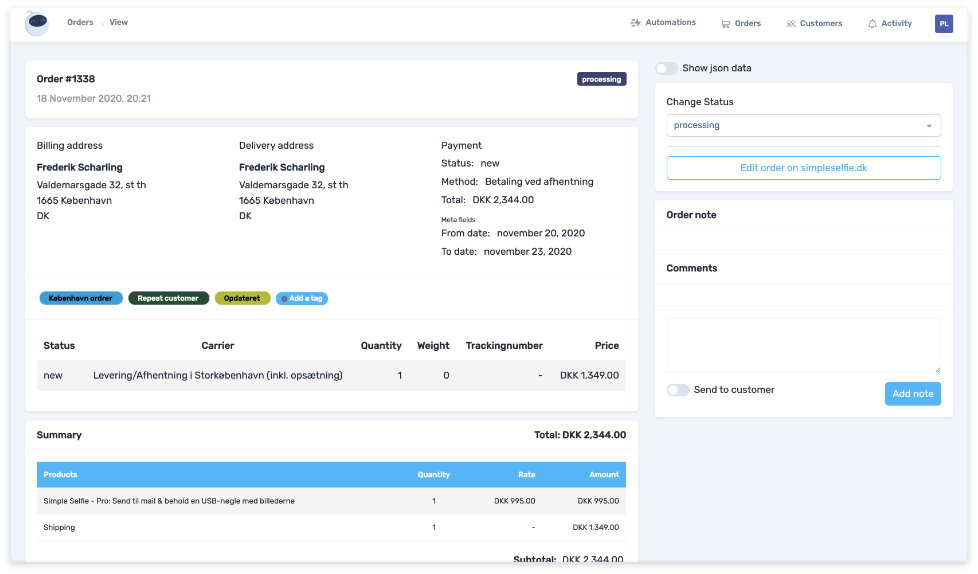 Orders View
Automations
Orders
Customers
Activity
PL
Order #1338
processing
18 November 2020, 20:21
Billing address
Frederik Scharling
Valdemarsgade 32, st th
1665 København
DK
Delivery address
Frederik Scharling
Valdemarsgade 32, st th
1665 København
DK
Payment
Status: new
Method: Betaling ved afhentning
Total: DKK 2,344.00
Meta fields
From date: november 20, 2020
To date: november 23, 2020
København ordrer
Repeat customer
Opdateret
Add a tag
Status Carrier Quantity Weight Trackingnumber Price
new Levering/Afhentning i Storkøbenhavn (inkl. opsætning) 1 0 - DKK 1,349.00
Summary Total: DKK 2,344.00
Products Quantity Rate Amount
Simple Selfie - Pro: Send til mail & behold en USB-nøgle med billederne 1 DKK 995.00 DKK 995.00
Shipping 1 - DKK 1,349.00
Subtotal: DKK 2,344.00
Show json data
Change Status
processing
Edit order on simpleselfie.dk
Order note
Comments
Send to customer
Add note